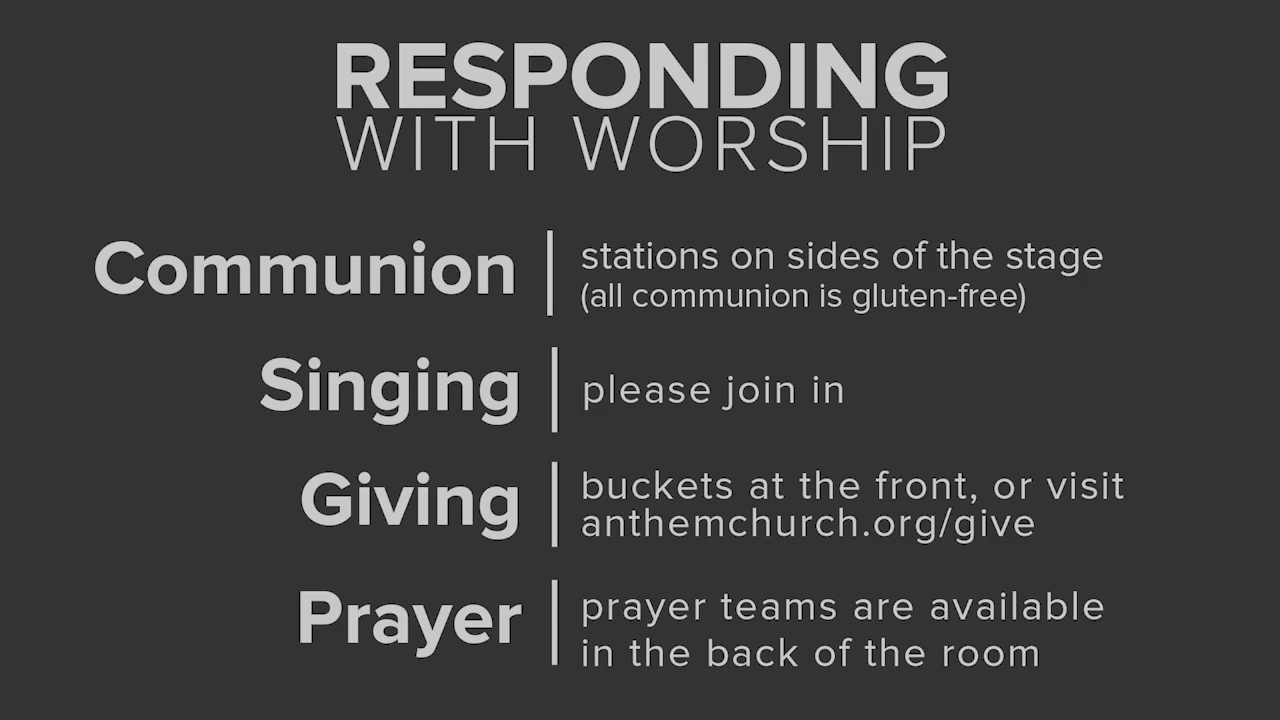 RESPONDING
WITH WORSHIP
Communion
stations on sides of the stage
(all communion is gluten-free)
Singing
please join in
Giving
buckets at the front, or visit
anthemchurch.org/give
Prayer
prayer teams are available
in the back of the room